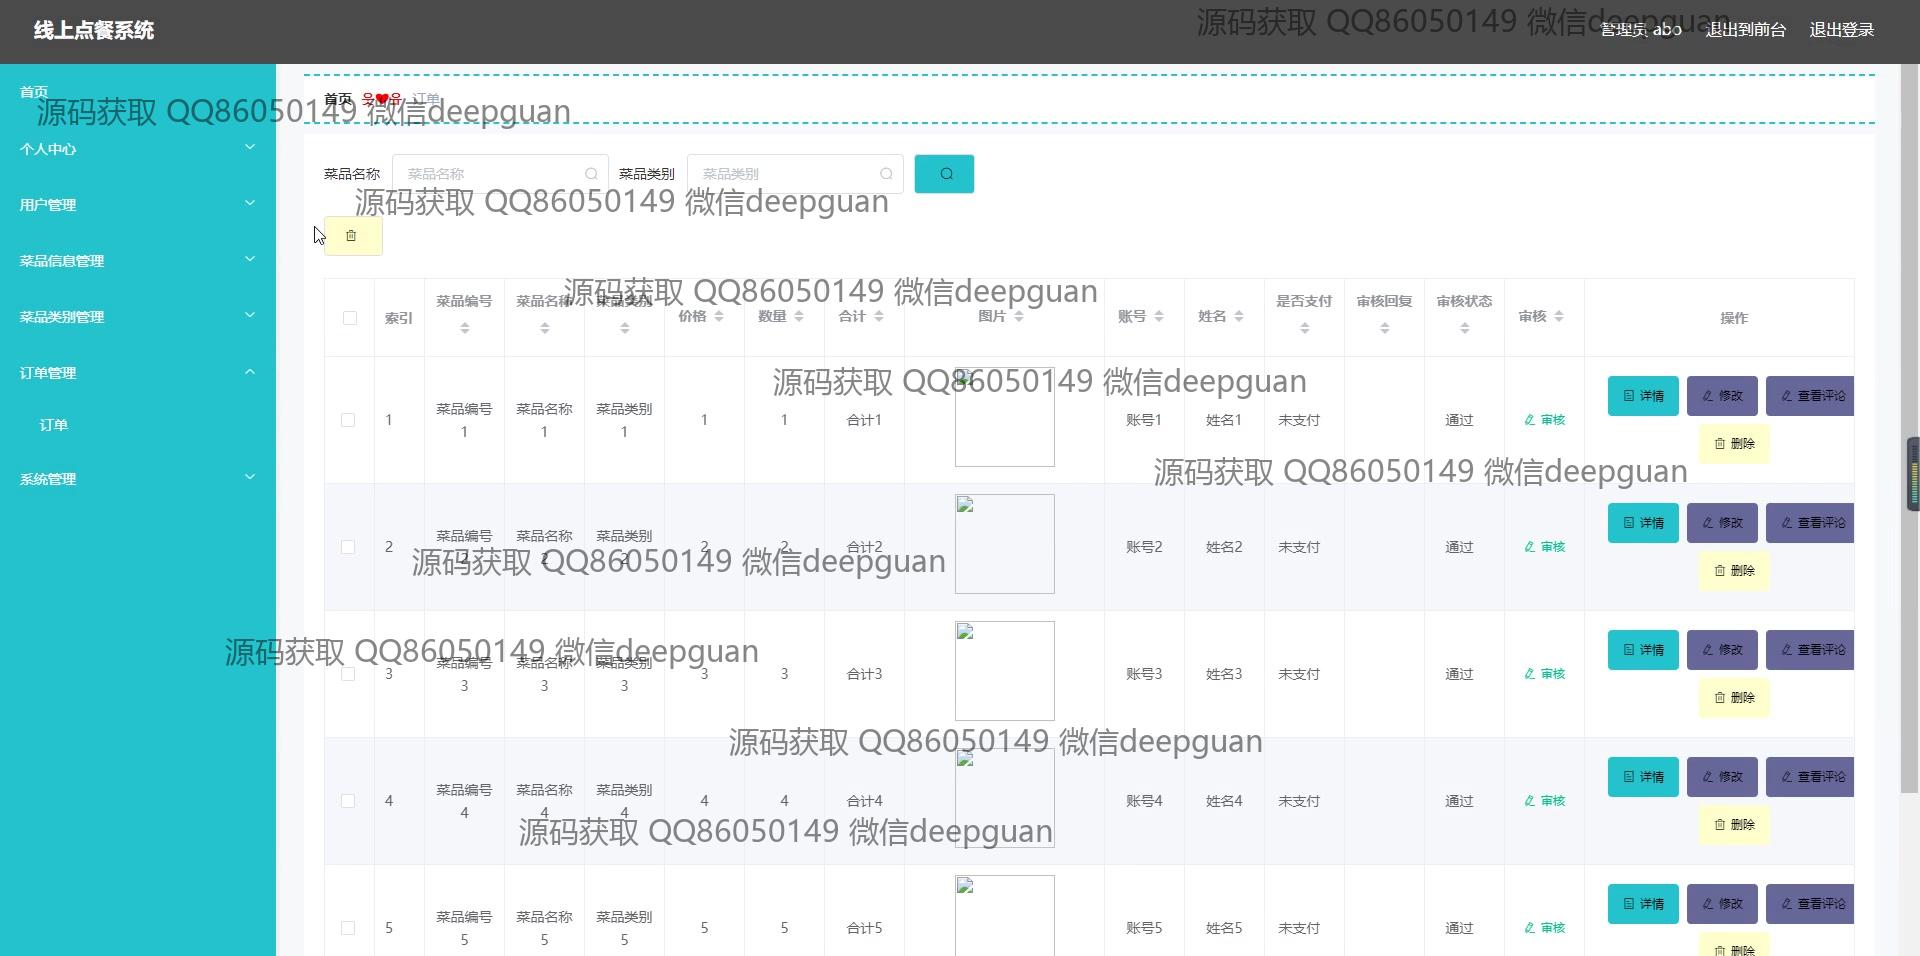 线上点餐系统
管理员 abo 退出到前台 退出登录
源码获取 QQ86050149 微信deepguan
首页
个人中心
用户管理
菜品信息管理
菜品类别管理
订单管理
订单
系统管理
首页 웃❤유 订单
源码获取 QQ86050149 微信deepguan
菜品名称 菜品名称 菜品类别 菜品类别
源码获取 QQ86050149 微信deepguan
源码获取 QQ86050149 微信deepguan
索引 菜品编号 菜品名称 菜品类别 价格 数量 合计 图片 账号 姓名 是否支付 审核回复 审核状态 审核 操作
源码获取 QQ86050149 微信deepguan
1 菜品编号1 菜品名称1 菜品类别1 1 1 合计1 账号1 姓名1 未支付 通过 审核 详情 修改 查看评论 删除
源码获取 QQ86050149 微信deepguan
2 菜品编号2 菜品名称2 菜品类别2 2 2 合计2 账号2 姓名2 未支付 通过 审核 详情 修改 查看评论 删除
源码获取 QQ86050149 微信deepguan
源码获取 QQ86050149 微信deepguan
3 菜品编号3 菜品名称3 菜品类别3 3 3 合计3 账号3 姓名3 未支付 通过 审核 详情 修改 查看评论 删除
源码获取 QQ86050149 微信deepguan
4 菜品编号4 菜品名称4 菜品类别4 4 4 合计4 账号4 姓名4 未支付 通过 审核 详情 修改 查看评论 删除
源码获取 QQ86050149 微信deepguan
5 菜品编号5 菜品名称5 菜品类别5 5 5 合计5 账号5 姓名5 未支付 通过 审核 详情 修改 查看评论 删除